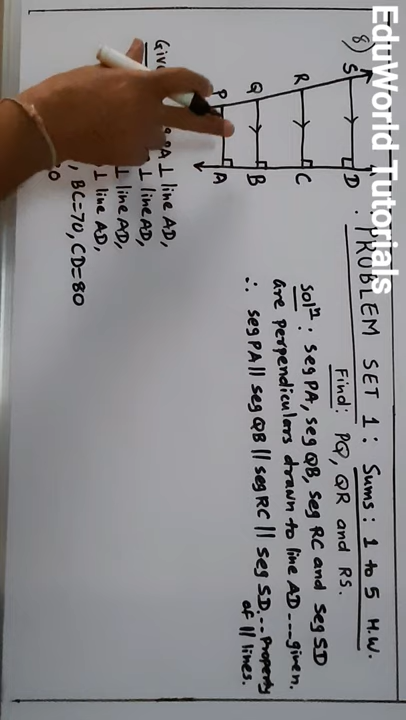 EduWorld Tutorials
PROBLEM SET 1: Sums: 1 to 5 H.W.
8)
S
R
Q
P
D
C
B
A
Find: PQ, QR and RS.
Solⁿ: seg PA, seg QB, seg RC and seg SD
are perpendiculars drawn to line AD ---given.
∴ seg PA || seg QB || seg RC || seg SD --- Property
of || lines.
PA ⊥ line AD,
⊥ line AD,
⊥ line AD,
⊥ line AD,
, BC=70, CD=80